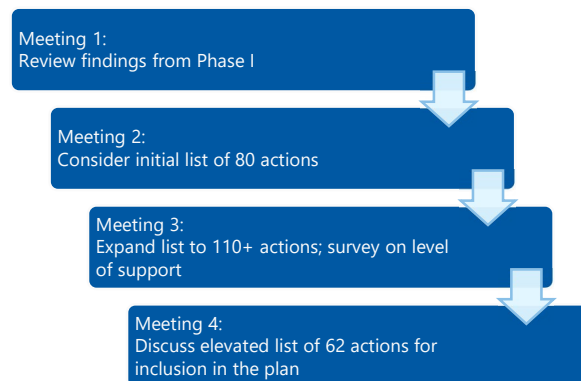 Meeting 1:
Review findings from Phase I
Meeting 2:
Consider initial list of 80 actions
Meeting 3:
Expand list to 110+ actions; survey on level
of support
Meeting 4:
Discuss elevated list of 62 actions for
inclusion in the plan